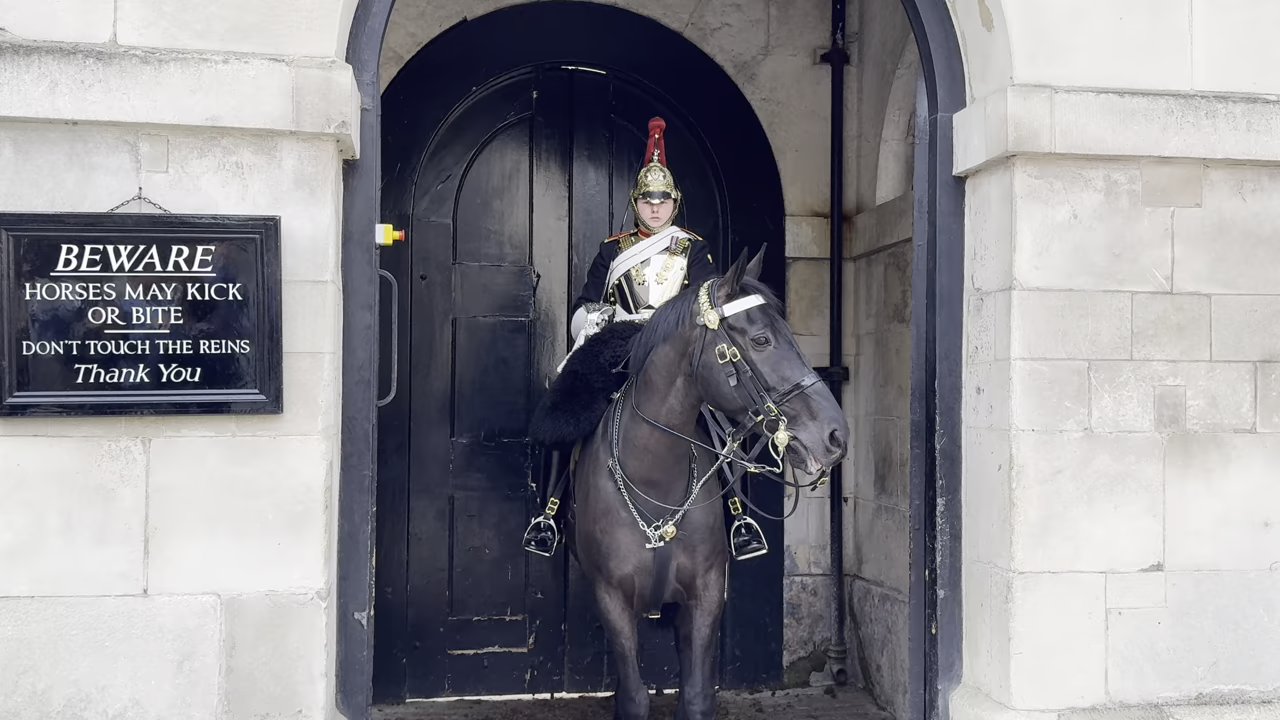 BEWARE
HORSES MAY KICK
OR BITE
DON'T TOUCH THE REINS
Thank You